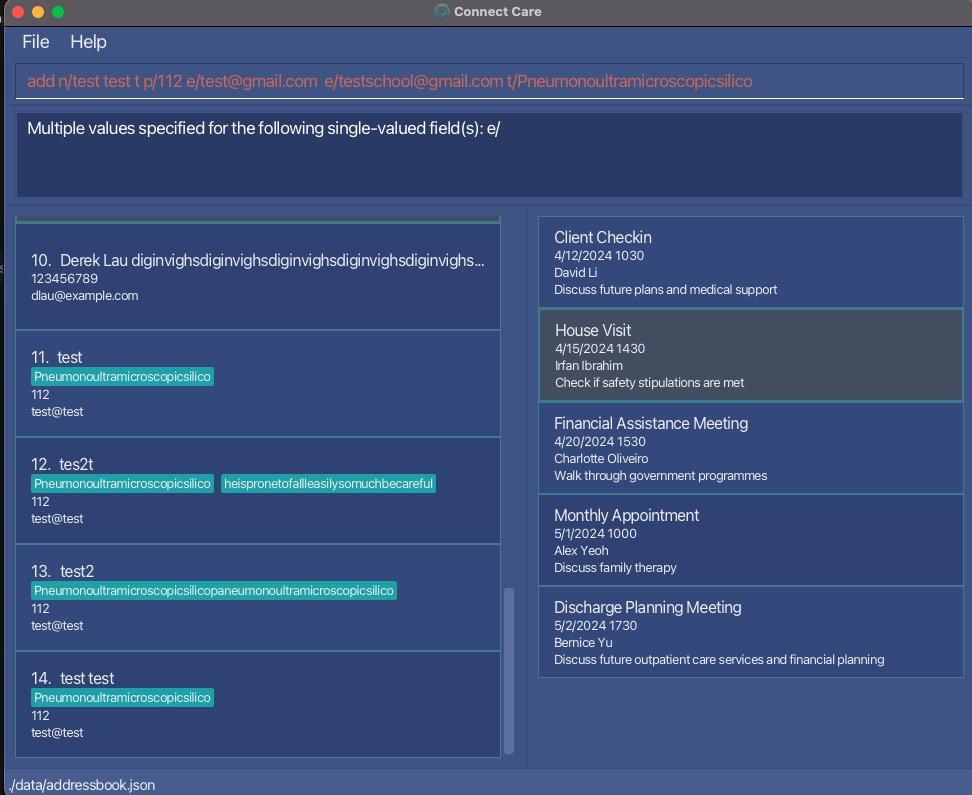 Connect Care
File Help
add n/test test t p/112 e/test@gmail.com  e/testschool@gmail.com t/Pneumonoultramicroscopicsilico
Multiple values specified for the following single-valued field(s): e/
10. Derek Lau diginvighsdiginvighsdiginvighsdiginvighsdiginvighs...
123456789
dlau@example.com
11. test
Pneumonoultramicroscopicsilico
112
test@test
12. tes2t
Pneumonoultramicroscopicsilico heispronetofallleasilysomuchbecareful
112
test@test
13. test2
Pneumonoultramicroscopicsilicopaneumonoultramicroscopicsilico
112
test@test
14. test test
Pneumonoultramicroscopicsilico
112
test@test
Client Checkin
4/12/2024 1030
David Li
Discuss future plans and medical support
House Visit
4/15/2024 1430
Irfan Ibrahim
Check if safety stipulations are met
Financial Assistance Meeting
4/20/2024 1530
Charlotte Oliveiro
Walk through government programmes
Monthly Appointment
5/1/2024 1000
Alex Yeoh
Discuss family therapy
Discharge Planning Meeting
5/2/2024 1730
Bernice Yu
Discuss future outpatient care services and financial planning
./data/addressbook.json